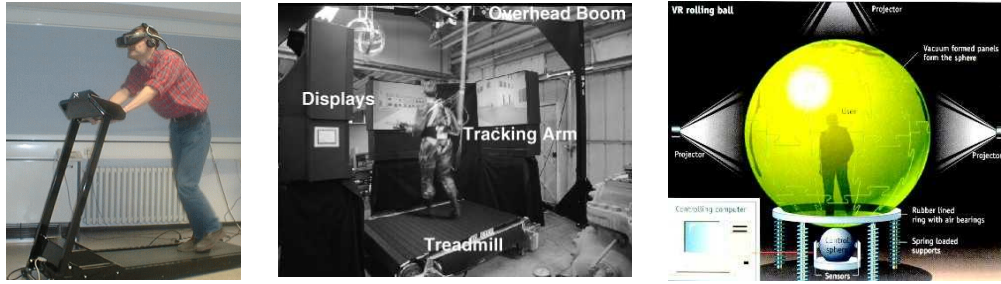 Overhead Boom
Displays
Tracking Arm
Treadmill
VR rolling ball
Projector
Vacuum formed panels
form the sphere
User
Projector
Projector
Controlling computer
Rubber lined
ring with air bearings
Control
sphere
Spring loaded
supports
Sensors